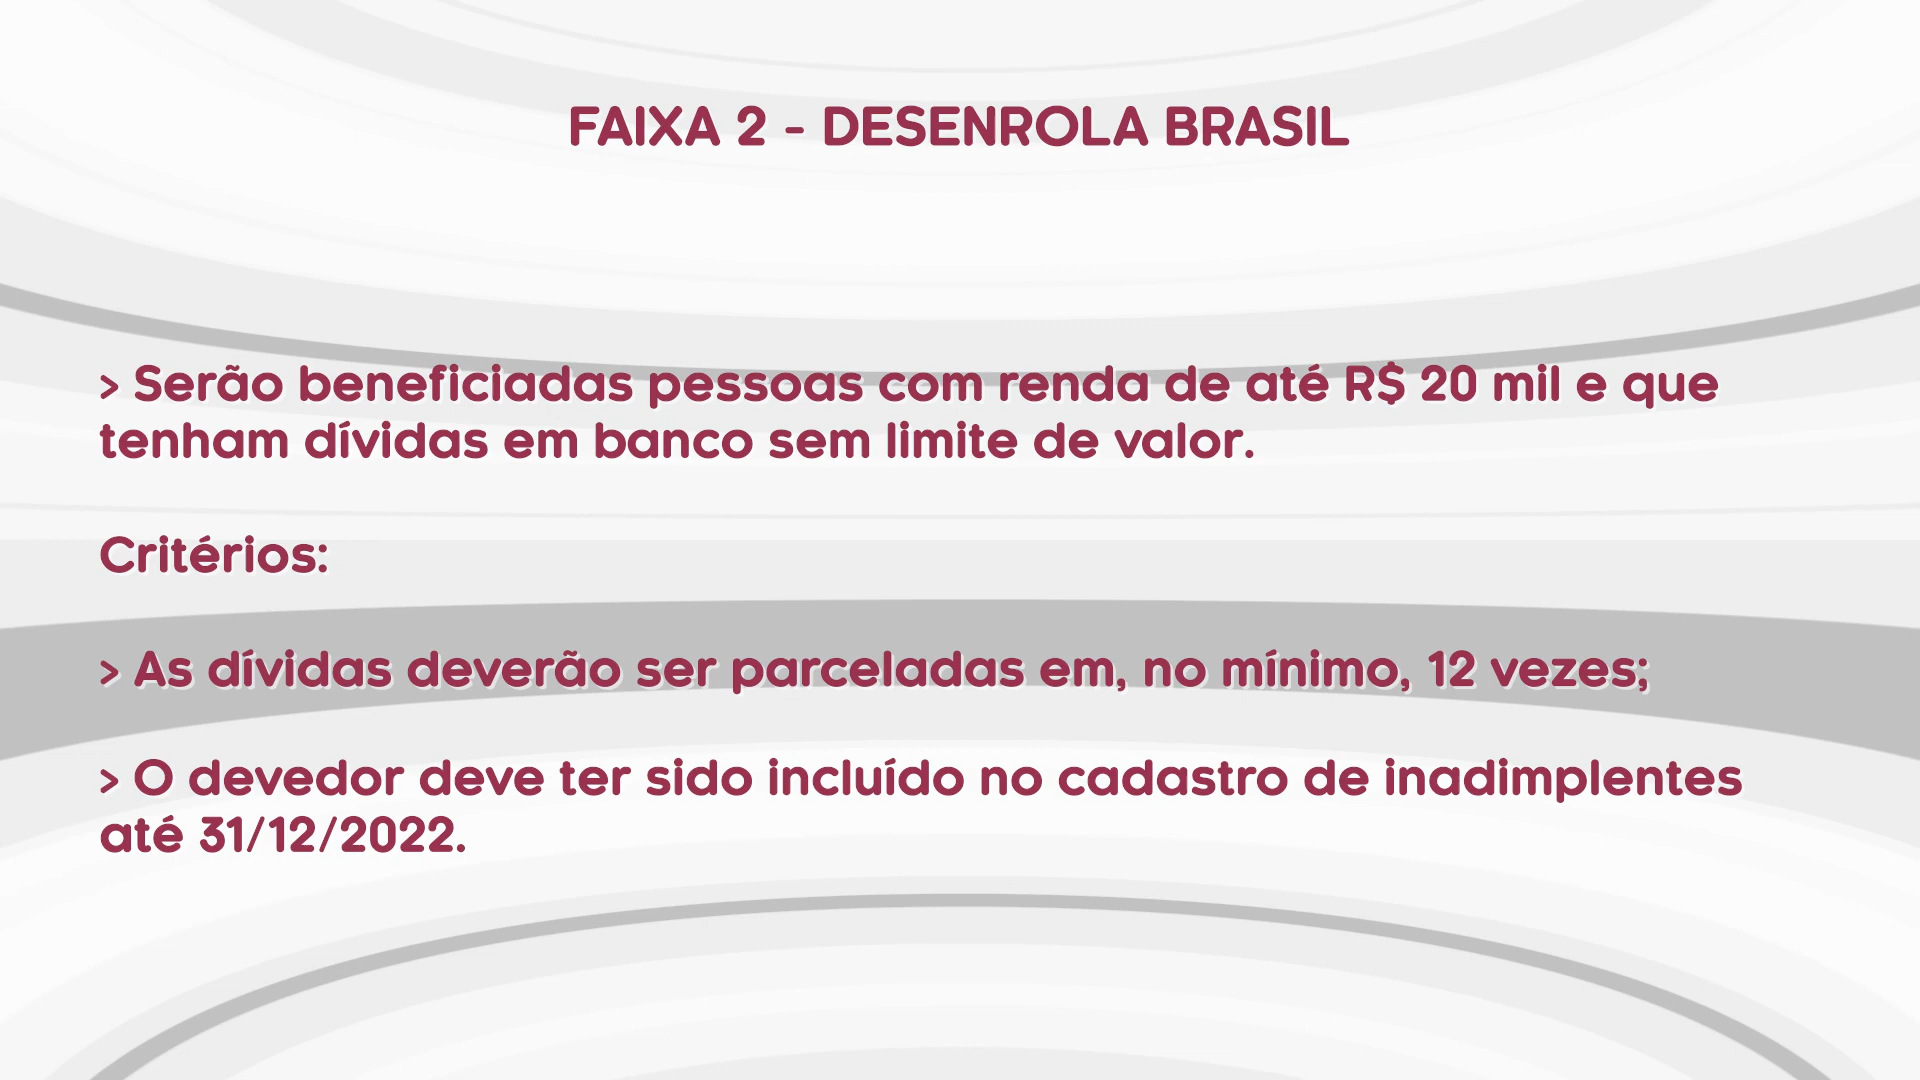 FAIXA 2 - DESENROLA BRASIL
> Serão beneficiadas pessoas com renda de até R$ 20 mil e que
tenham dívidas em banco sem limite de valor.
Critérios:
> As dívidas deverão ser parceladas em, no mínimo, 12 vezes;
> O devedor deve ter sido incluído no cadastro de inadimplentes
até 31/12/2022.